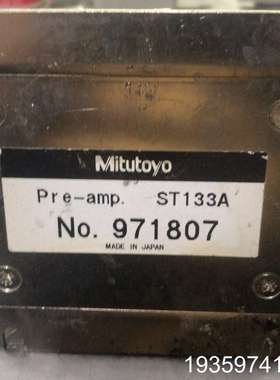 Mitutoyo
Pre-amp. ST133A
No. 971807
MADE IN JAPAN
19359741